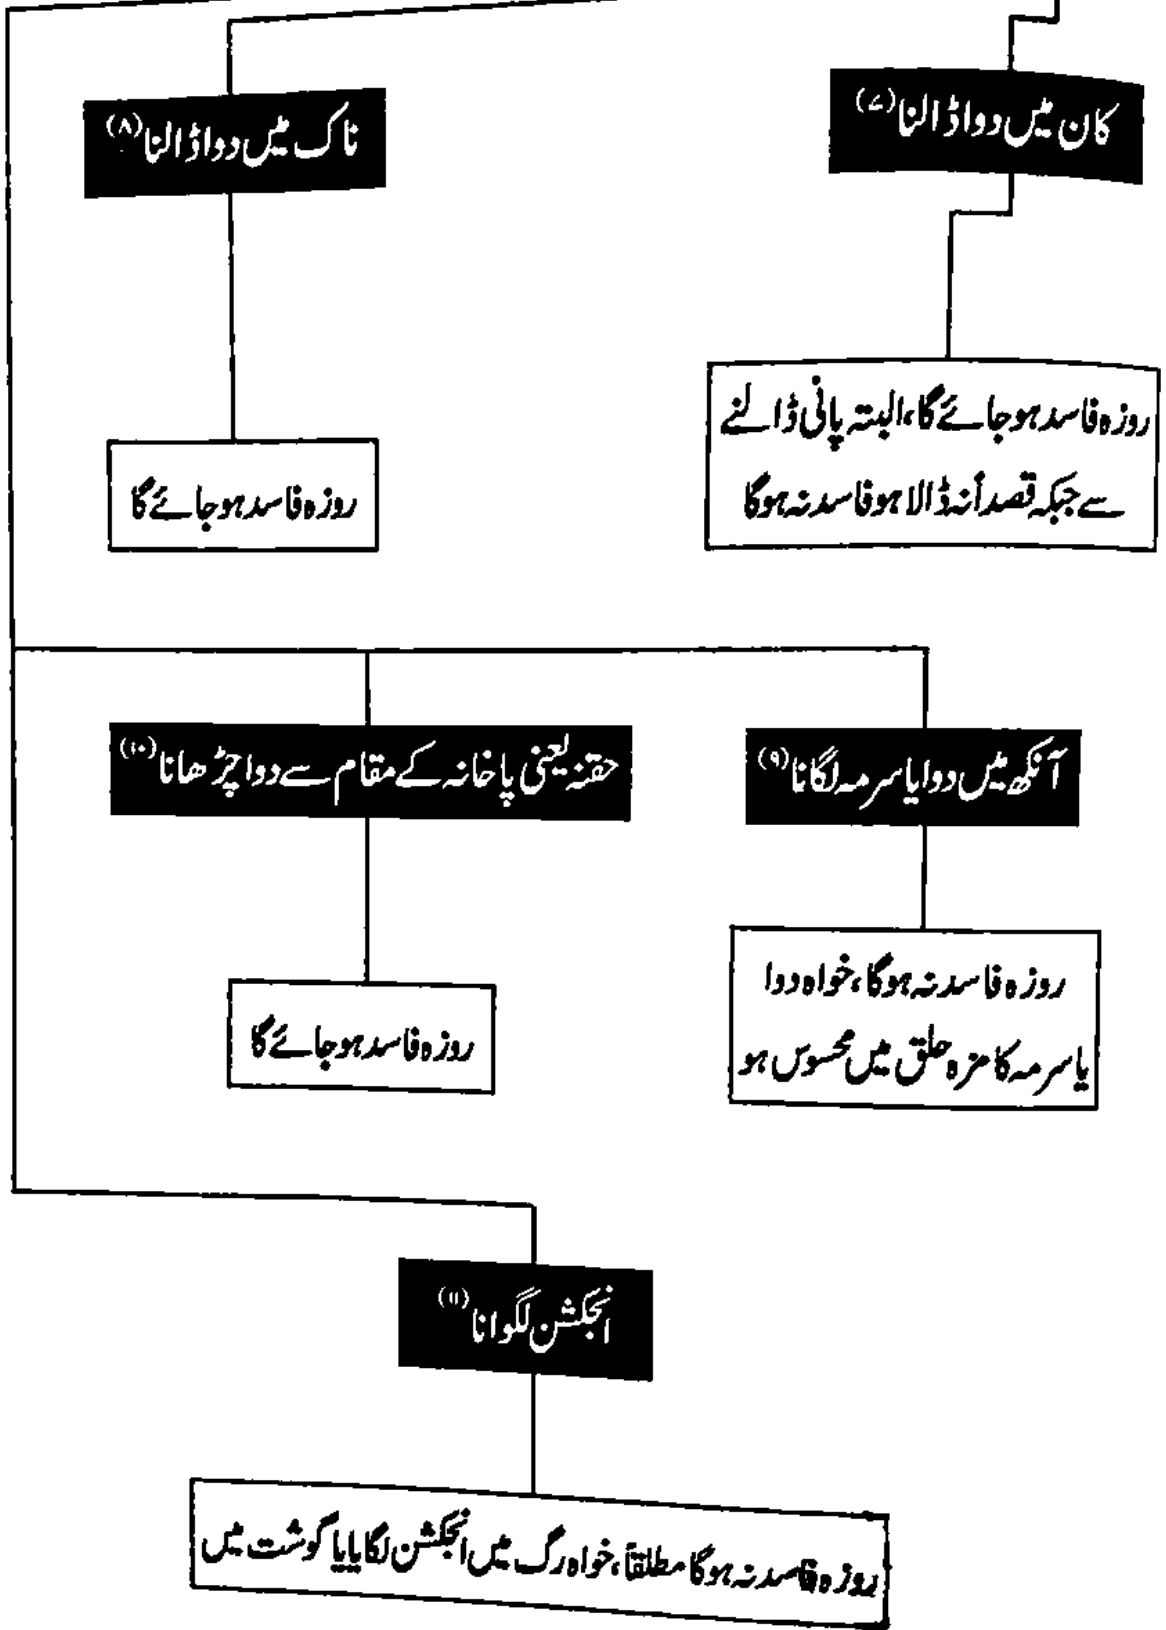 کان میں دوا ڈالنا (۷)
ناک میں دوا ڈالنا (۸)
روزہ فاسد ہو جائے گا، البتہ پانی ڈالنے
سے جبکہ قصداً نہ ڈالا ہو فاسد نہ ہوگا
روزہ فاسد ہو جائے گا
آنکھ میں دوا یا سرمہ لگانا (۹)
حقنہ یعنی پاخانہ کے مقام سے دوا چڑھانا (۱۰)
روزہ فاسد نہ ہوگا، خواہ دوا
یا سرمہ کا مزہ حلق میں محسوس ہو
روزہ فاسد ہو جائے گا
انجکشن لگوانا (۱۱)
روزہ فاسد نہ ہوگا مطلقاً، خواہ رگ میں انجکشن لگایا یا گوشت میں